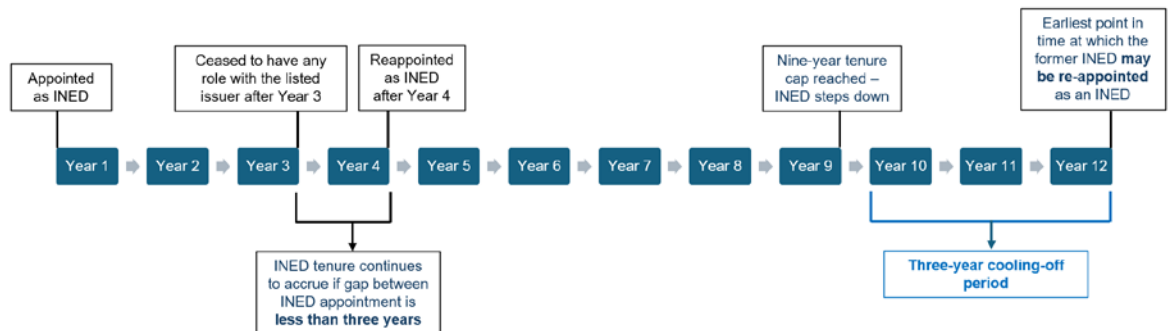 Appointed
as INED
Ceased to have any
role with the listed
issuer after Year 3
Reappointed
as INED
after Year 4
Nine-year tenure
cap reached –
INED steps down
Earliest point in
time at which the
former INED may
be re-appointed
as an INED
Year 1
Year 2
Year 3
Year 4
Year 5
Year 6
Year 7
Year 8
Year 9
Year 10
Year 11
Year 12
INED tenure continues
to accrue if gap between
INED appointment is
less than three years
Three-year cooling-off
period